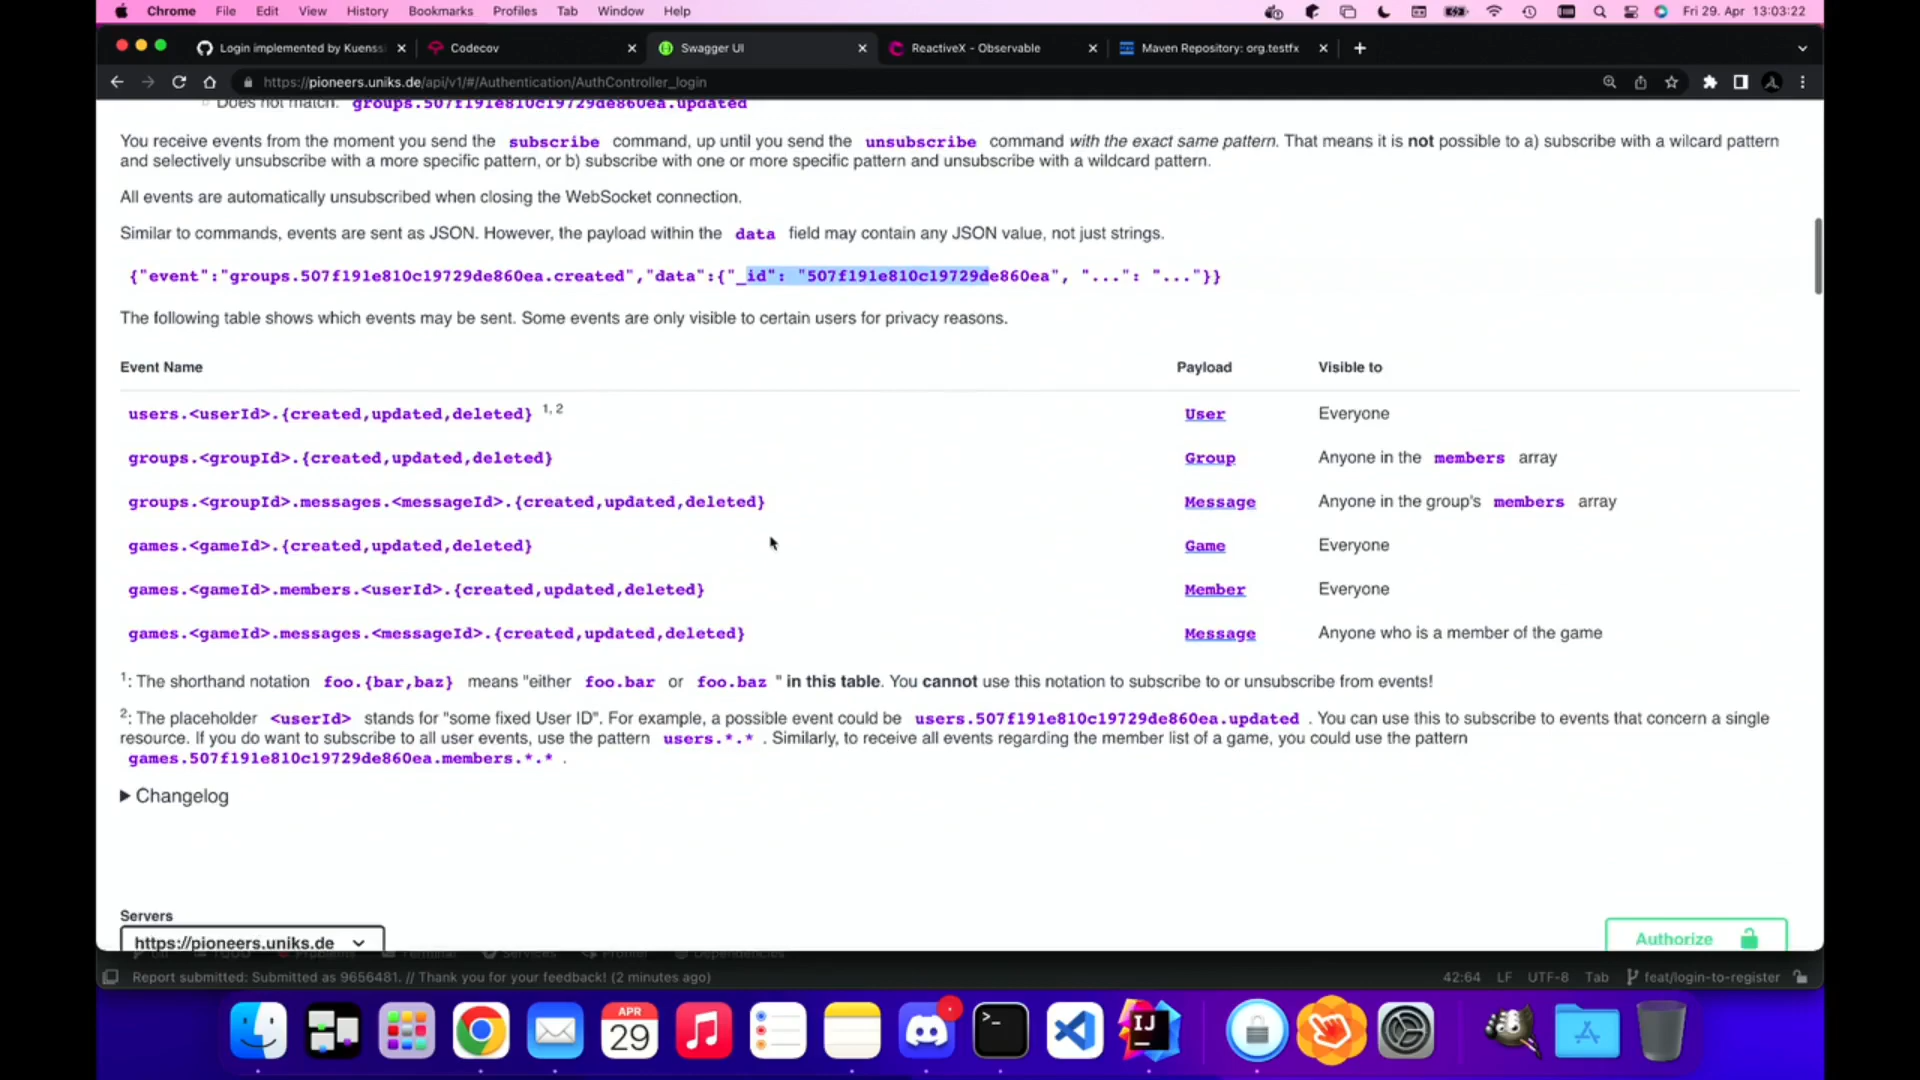 Chrome File Edit View History Bookmarks Profiles Tab Window Help Fri 29. Apr 13:03:22
Login implemented by Kuenss Codecov Swagger UI ReactiveX - Observable Maven Repository: org.testfx
https://pioneers.uniks.de/api/v1/#/Authentication/AuthController_login
Does not match: groups.507f191e810c19729de860ea.updated
You receive events from the moment you send the subscribe command, up until you send the unsubscribe command with the exact same pattern. That means it is not possible to a) subscribe with a wilcard pattern
and selectively unsubscribe with a more specific pattern, or b) subscribe with one or more specific pattern and unsubscribe with a wildcard pattern.
All events are automatically unsubscribed when closing the WebSocket connection.
Similar to commands, events are sent as JSON. However, the payload within the data field may contain any JSON value, not just strings.
{"event":"groups.507f191e810c19729de860ea.created","data":{"_id": "507f191e810c19729de860ea", "...": "..."}}
The following table shows which events may be sent. Some events are only visible to certain users for privacy reasons.
Event Name Payload Visible to
users.<userId>.{created,updated,deleted} 1, 2 User Everyone
groups.<groupId>.{created,updated,deleted} Group Anyone in the members array
groups.<groupId>.messages.<messageId>.{created,updated,deleted} Message Anyone in the group's members array
games.<gameId>.{created,updated,deleted} Game Everyone
games.<gameId>.members.<userId>.{created,updated,deleted} Member Everyone
games.<gameId>.messages.<messageId>.{created,updated,deleted} Message Anyone who is a member of the game
1: The shorthand notation foo.{bar,baz} means "either foo.bar or foo.baz " in this table. You cannot use this notation to subscribe to or unsubscribe from events!
2: The placeholder <userId> stands for "some fixed User ID". For example, a possible event could be users.507f191e810c19729de860ea.updated . You can use this to subscribe to events that concern a single
resource. If you do want to subscribe to all user events, use the pattern users.*.* . Similarly, to receive all events regarding the member list of a game, you could use the pattern
games.507f191e810c19729de860ea.members.*.* .
Changelog
Servers
https://pioneers.uniks.de
Authorize
Report submitted: Submitted as 9656481. // Thank you for your feedback! (2 minutes ago) 42:64 LF UTF-8 Tab feat/login-to-register
APR
29
IJ